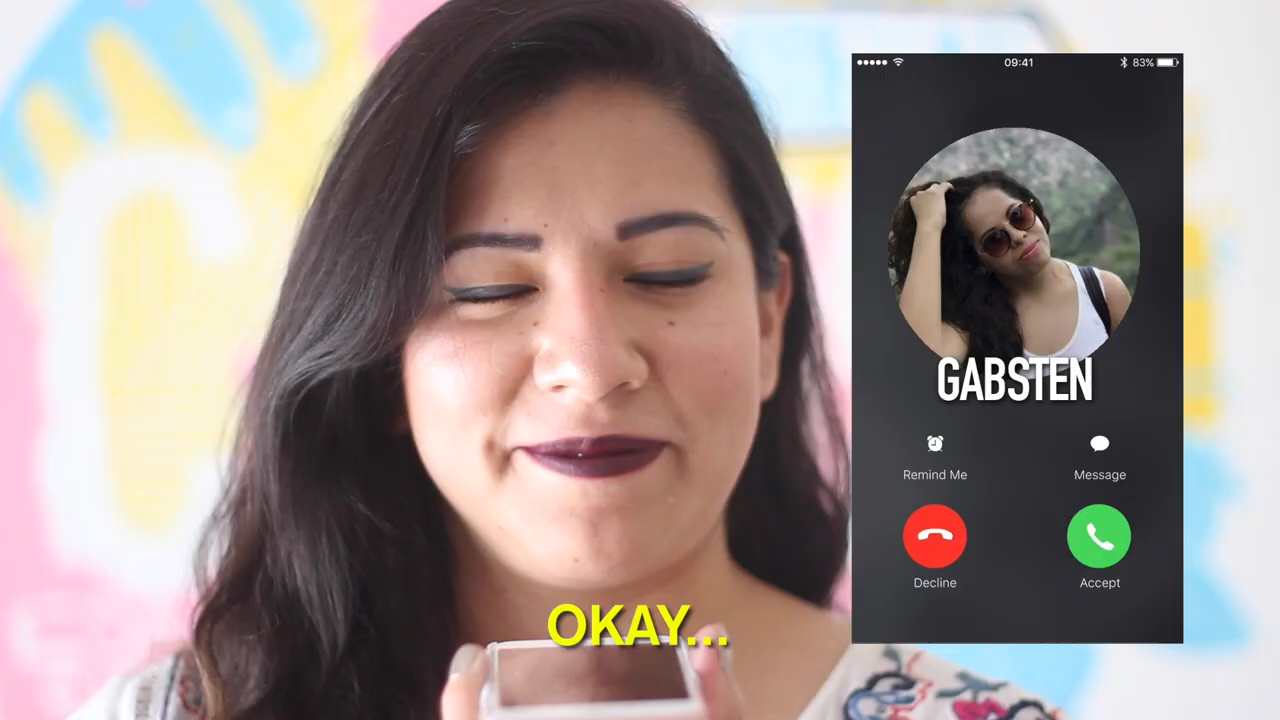 09:41
83%
GABSTEN
Remind Me
Message
Decline
Accept
OKAY...